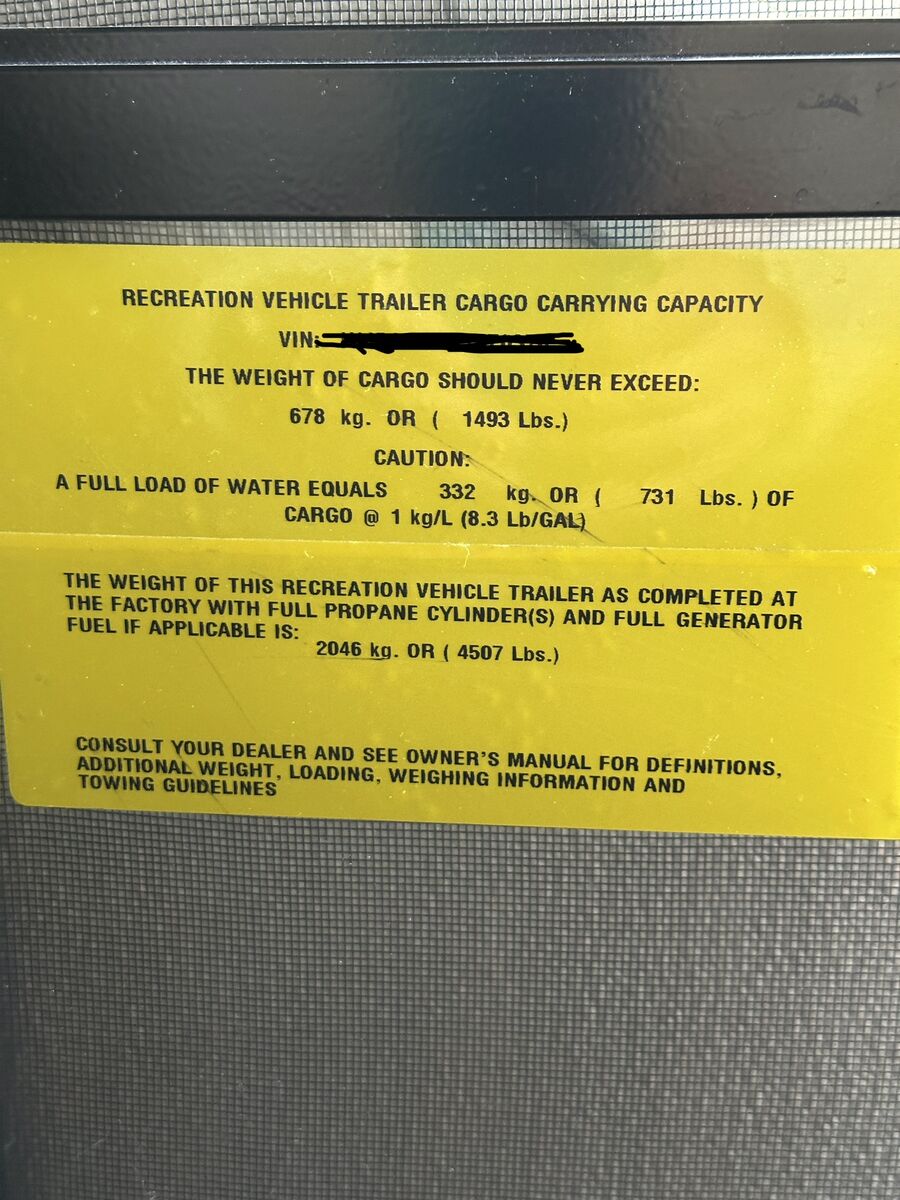 RECREATION VEHICLE TRAILER CARGO CARRYING CAPACITY
VIN:
THE WEIGHT OF CARGO SHOULD NEVER EXCEED:
678 kg. OR ( 1493 Lbs.)
CAUTION:
A FULL LOAD OF WATER EQUALS 332 kg. OR ( 731 Lbs. ) OF
CARGO @ 1 kg/L (8.3 Lb/GAL)
THE WEIGHT OF THIS RECREATION VEHICLE TRAILER AS COMPLETED AT
THE FACTORY WITH FULL PROPANE CYLINDER(S) AND FULL GENERATOR
FUEL IF APPLICABLE IS:
2046 kg. OR ( 4507 Lbs.)
CONSULT YOUR DEALER AND SEE OWNER'S MANUAL FOR DEFINITIONS,
ADDITIONAL WEIGHT, LOADING, WEIGHING INFORMATION AND
TOWING GUIDELINES